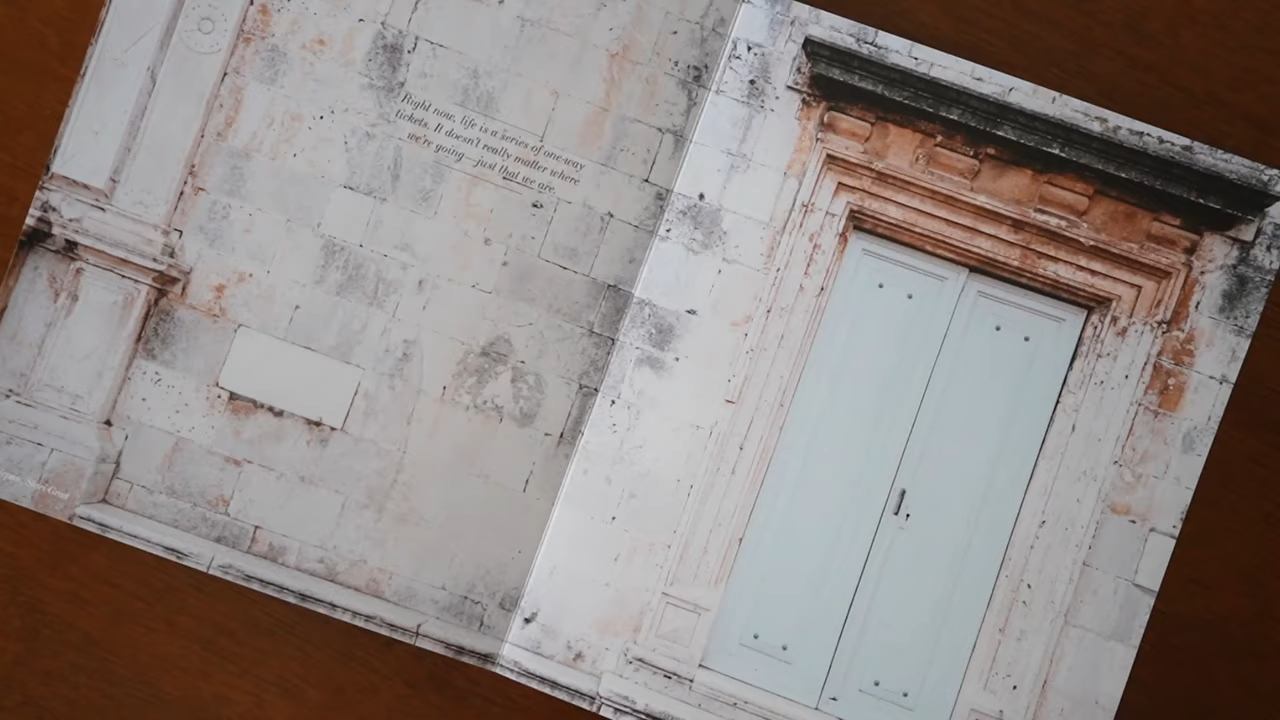 Right now, life is a series of one-way
tickets. It doesn't really matter where
we're going—just that we are.